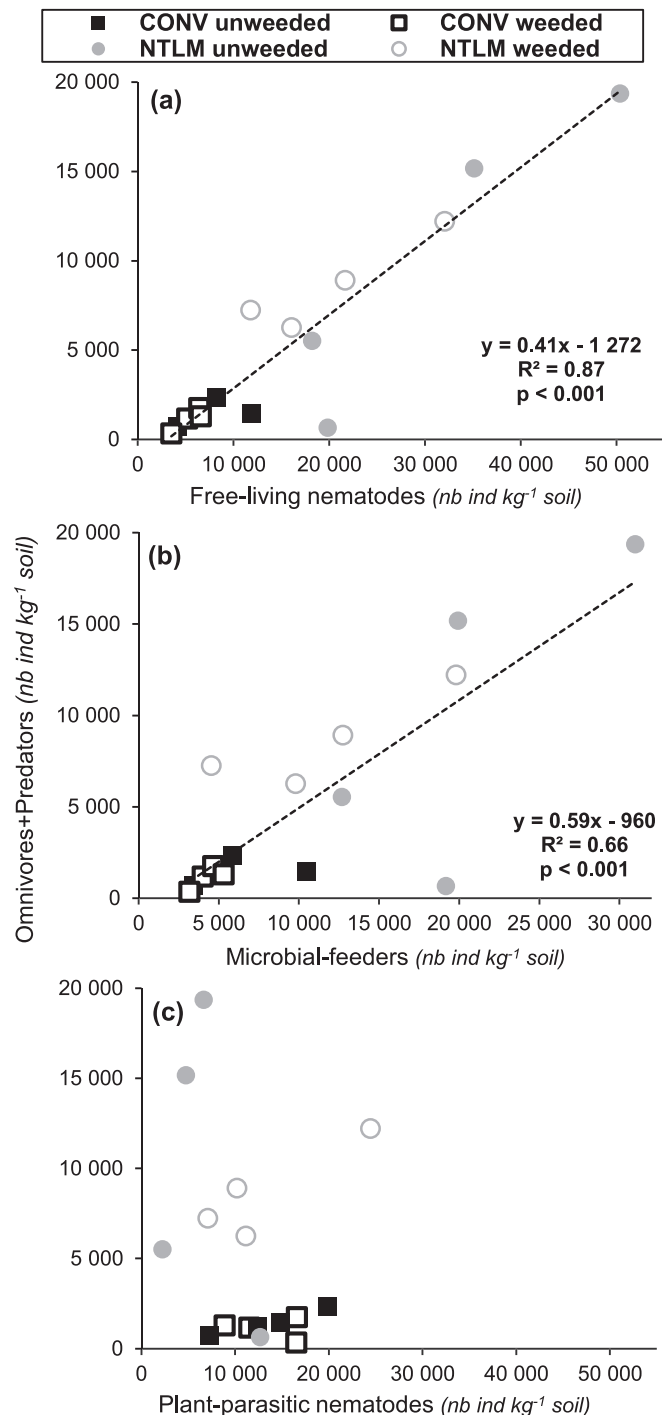 CONV unweeded CONV weeded
NTLM unweeded NTLM weeded
(a)
20 000
15 000
10 000
5 000
0
y = 0.41x - 1 272
R² = 0.87
p < 0.001
0 10 000 20 000 30 000 40 000 50 000
Free-living nematodes (nb ind kg⁻¹ soil)
Omnivores+Predators (nb ind kg⁻¹ soil)
(b)
20 000
15 000
10 000
5 000
0
y = 0.59x - 960
R² = 0.66
p < 0.001
0 5 000 10 000 15 000 20 000 25 000 30 000
Microbial-feeders (nb ind kg⁻¹ soil)
(c)
20 000
15 000
10 000
5 000
0
0 10 000 20 000 30 000 40 000 50 000
Plant-parasitic nematodes (nb ind kg⁻¹ soil)